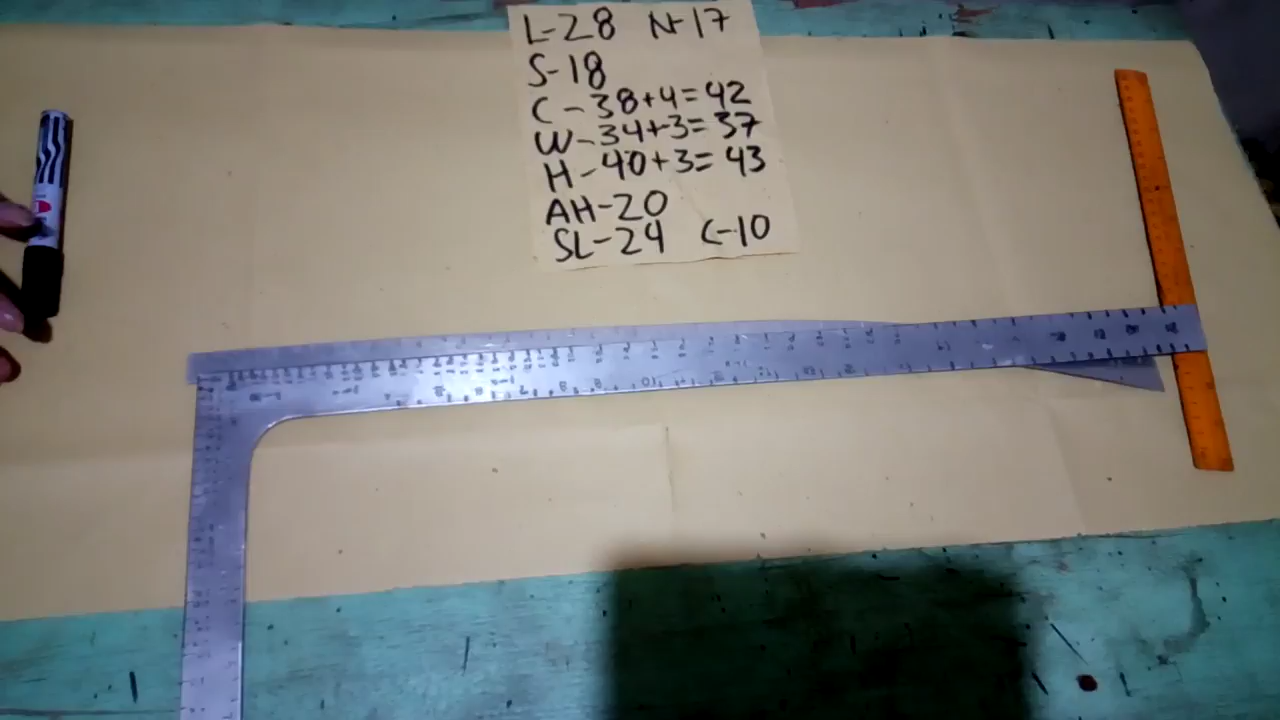 L-28 N-17
S-18
C-38+4=42
W-34+3=37
H-40+3=43
AH-20
SL-24 C-10